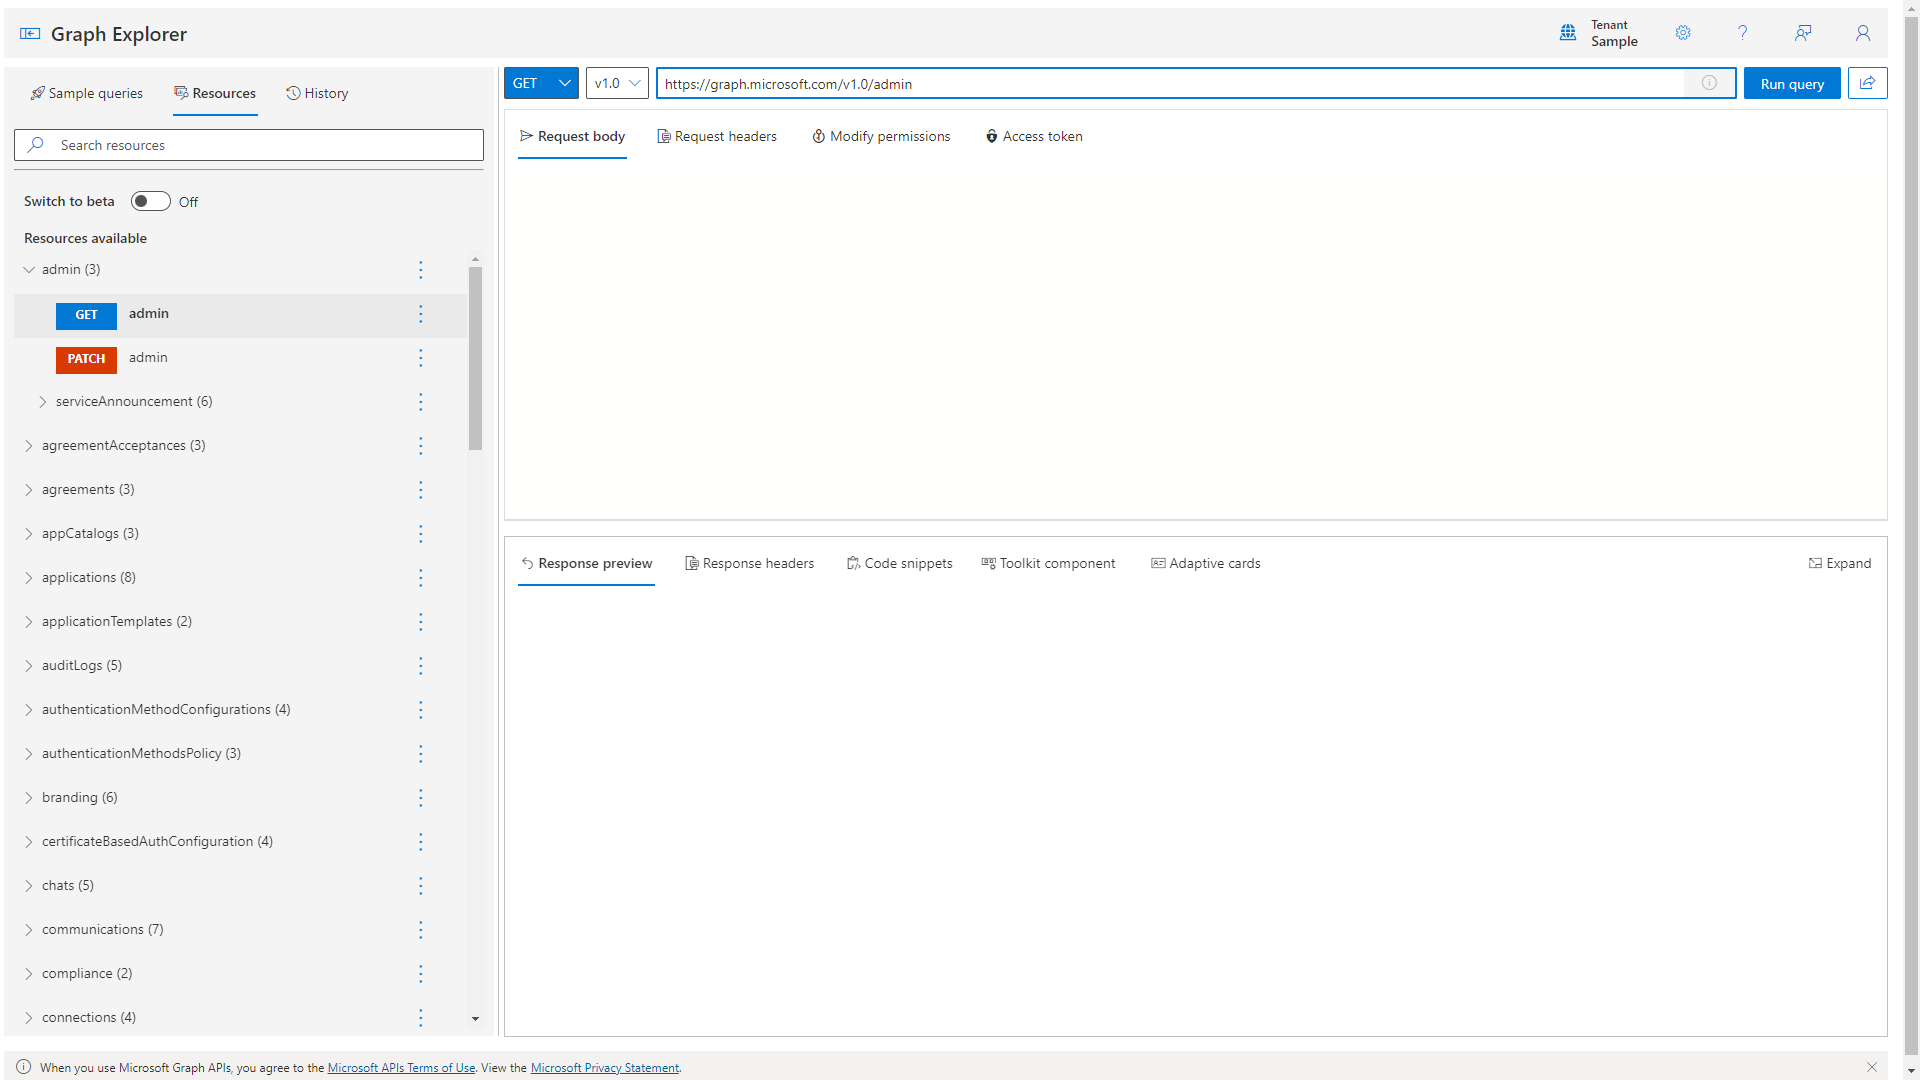 Graph Explorer
Tenant
Sample
Sample queries
Resources
History
GET
v1.0
https://graph.microsoft.com/v1.0/admin
Run query
Search resources
Request body
Request headers
Modify permissions
Access token
Switch to beta
Off
Resources available
admin (3)
GET admin
PATCH admin
serviceAnnouncement (6)
agreementAcceptances (3)
agreements (3)
appCatalogs (3)
applications (8)
applicationTemplates (2)
auditLogs (5)
authenticationMethodConfigurations (4)
authenticationMethodsPolicy (3)
branding (6)
certificateBasedAuthConfiguration (4)
chats (5)
communications (7)
compliance (2)
connections (4)
Response preview
Response headers
Code snippets
Toolkit component
Adaptive cards
Expand
When you use Microsoft Graph APIs, you agree to the Microsoft APIs Terms of Use. View the Microsoft Privacy Statement.